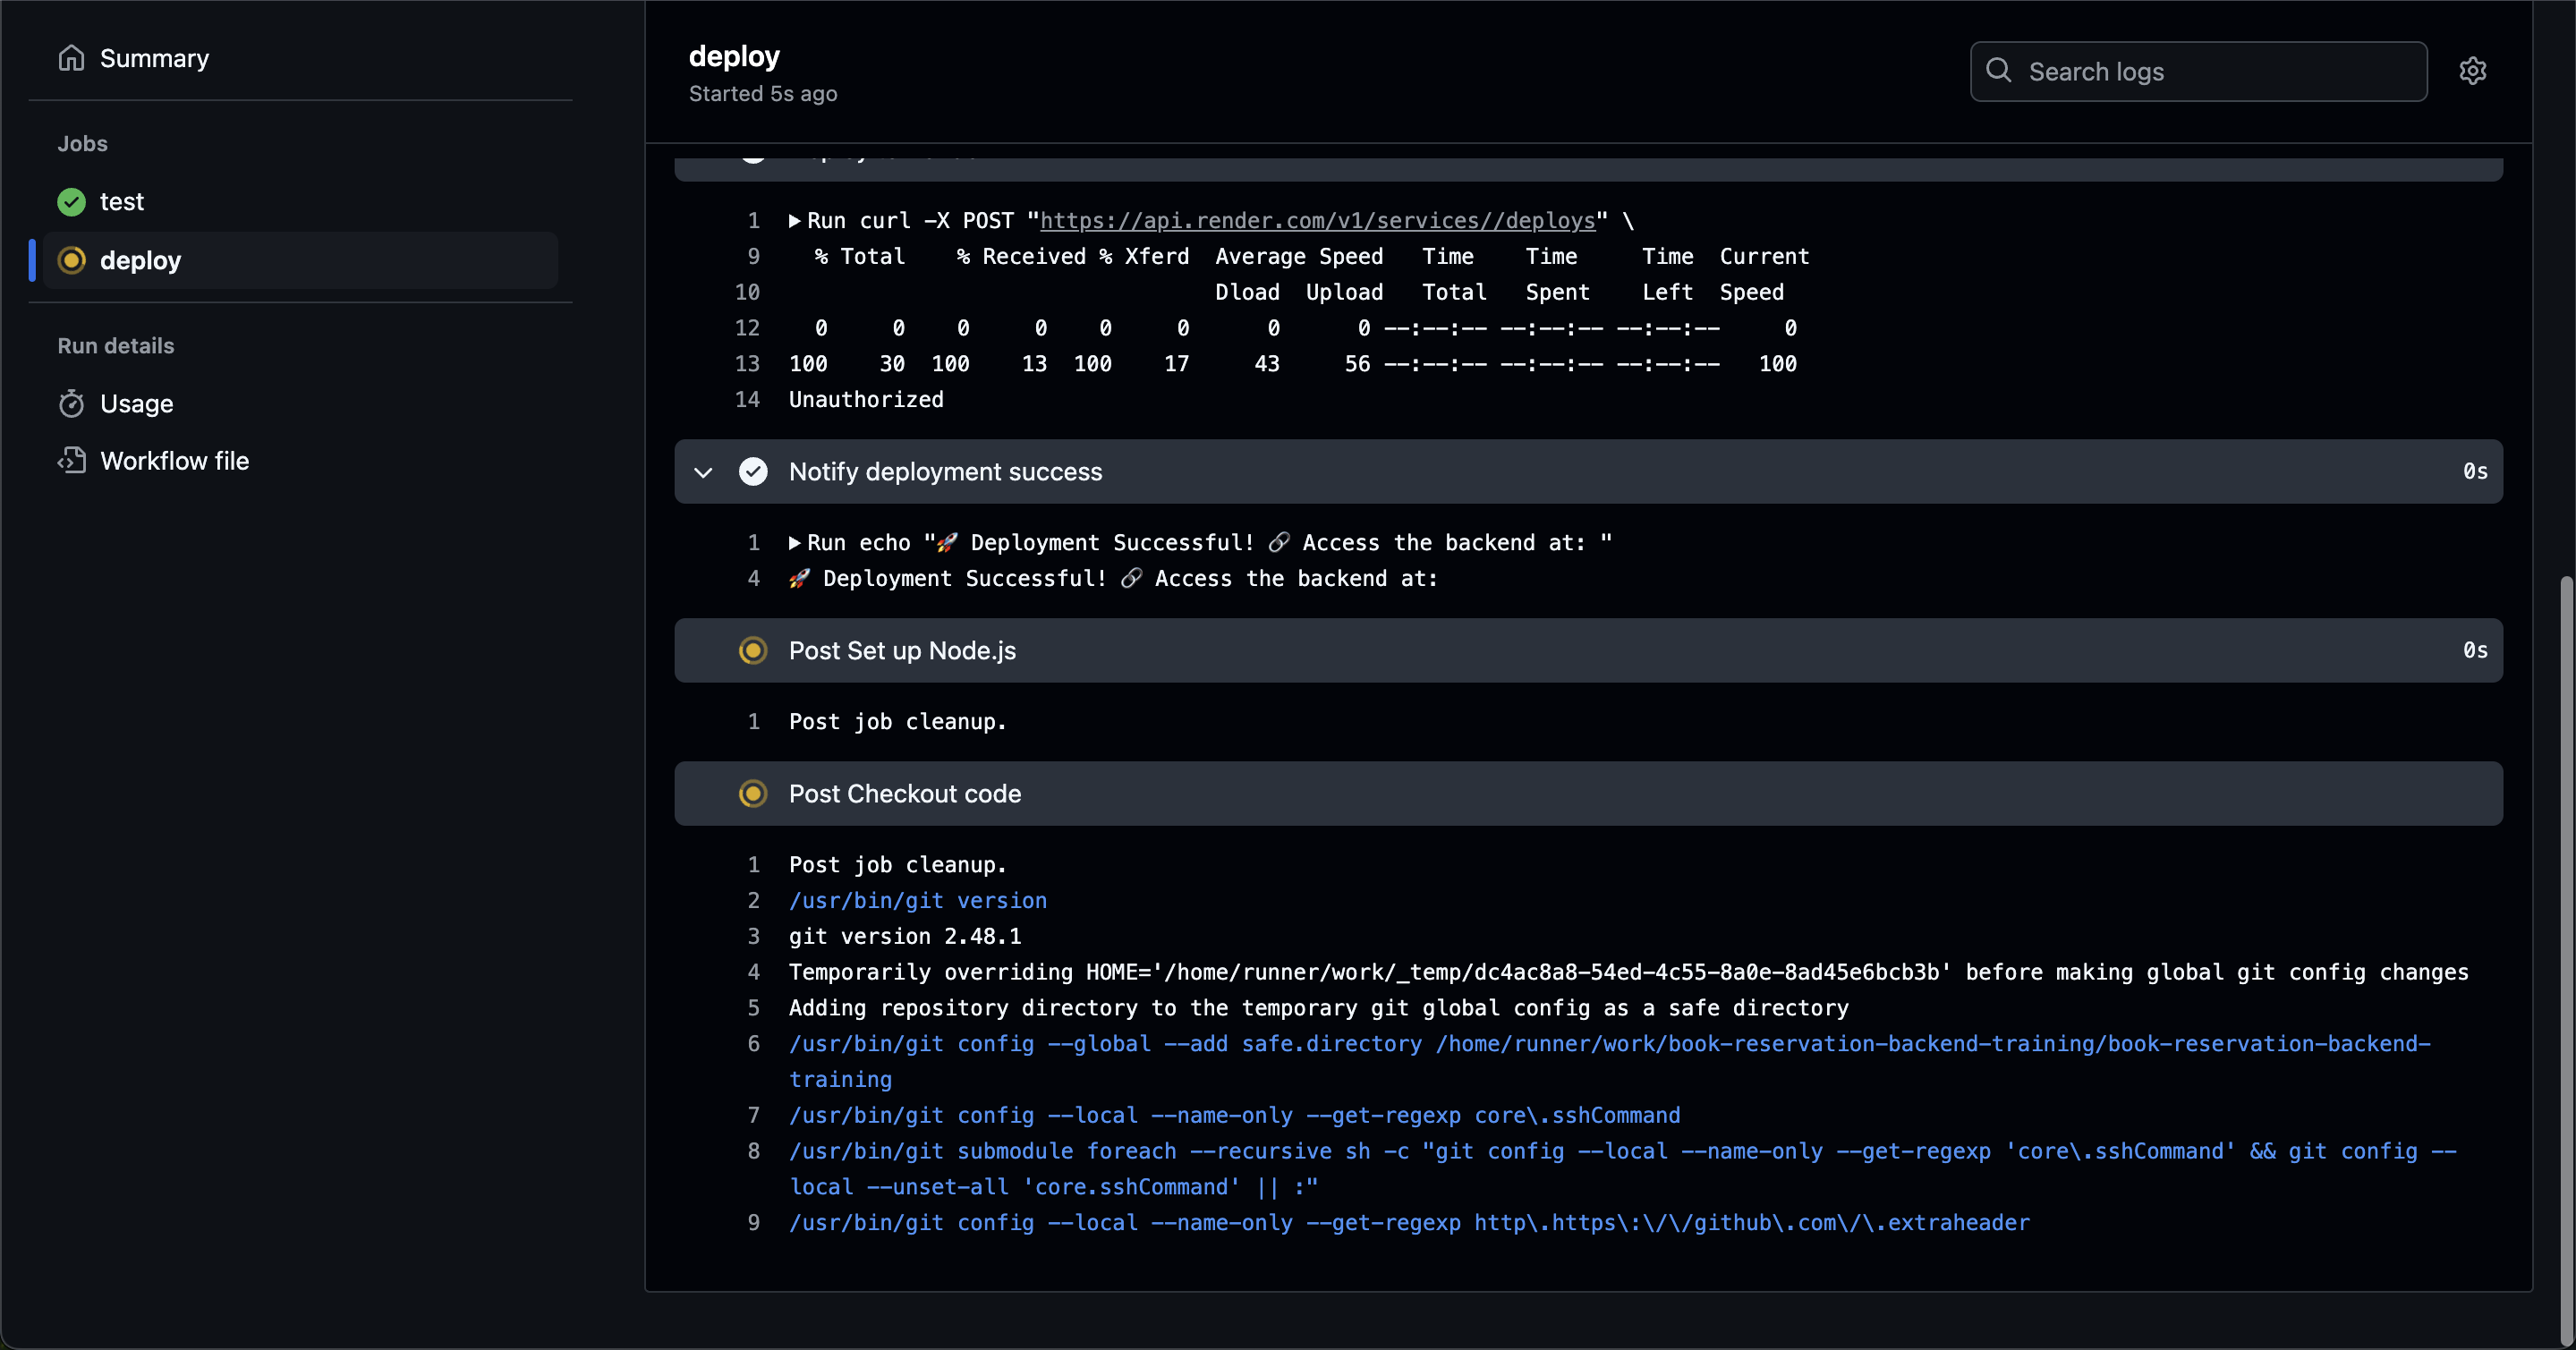 Summary
Jobs
test
deploy
Run details
Usage
Workflow file
deploy
Started 5s ago
Search logs
1 Run curl -X POST "https://api.render.com/v1/services//deploys" \
9 % Total % Received % Xferd Average Speed Time Time Time Current
10 Dload Upload Total Spent Left Speed
12 0 0 0 0 0 0 0 0 --:--:-- --:--:-- --:--:-- 0
13 100 30 100 13 100 17 43 56 --:--:-- --:--:-- --:--:-- 100
14 Unauthorized
Notify deployment success 0s
1 Run echo "🚀 Deployment Successful! 🔗 Access the backend at: "
4 🚀 Deployment Successful! 🔗 Access the backend at:
Post Set up Node.js 0s
1 Post job cleanup.
Post Checkout code
1 Post job cleanup.
2 /usr/bin/git version
3 git version 2.48.1
4 Temporarily overriding HOME='/home/runner/work/_temp/dc4ac8a8-54ed-4c55-8a0e-8ad45e6bcb3b' before making global git config changes
5 Adding repository directory to the temporary git global config as a safe directory
6 /usr/bin/git config --global --add safe.directory /home/runner/work/book-reservation-backend-training/book-reservation-backend-
training
7 /usr/bin/git config --local --name-only --get-regexp core\.sshCommand
8 /usr/bin/git submodule foreach --recursive sh -c "git config --local --name-only --get-regexp 'core\.sshCommand' && git config --
local --unset-all 'core.sshCommand' || :"
9 /usr/bin/git config --local --name-only --get-regexp http\.https\:\/\/github\.com\/\.extraheader